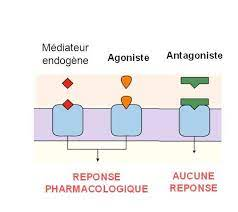 Médiateur
endogène
Agoniste
Antagoniste
REPONSE
PHARMACOLOGIQUE
AUCUNE
REPONSE